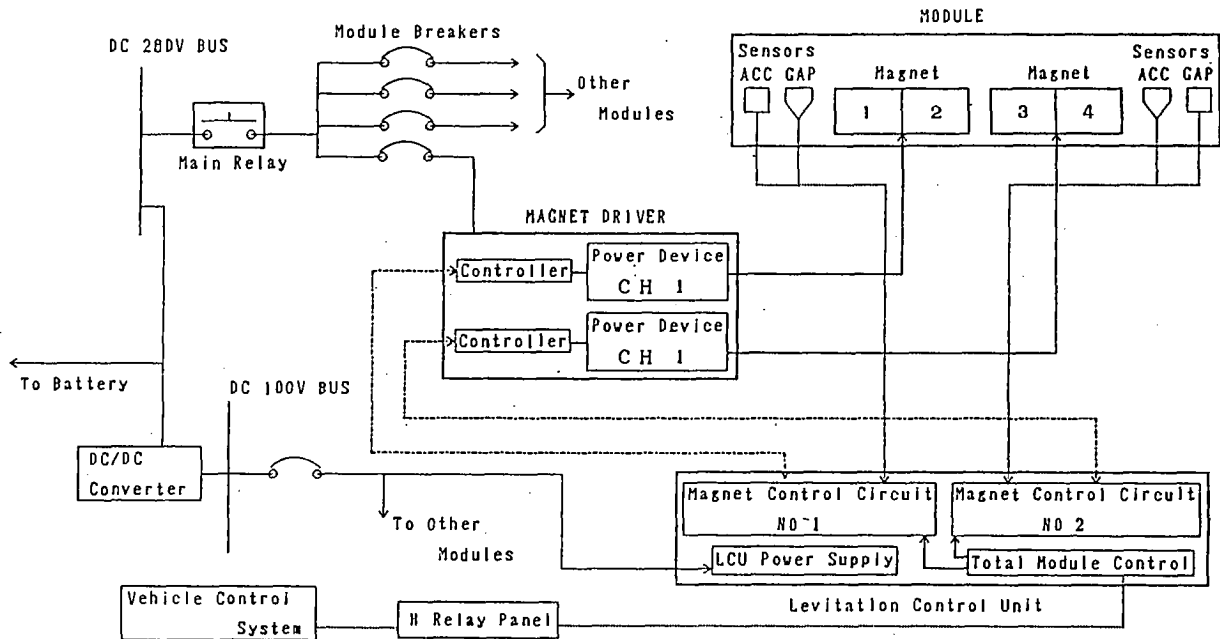 MODULE
DC 28DV BUS
Module Breakers
Sensors
ACC GAP
Magnet
Magnet
Sensors
ACC GAP
1 2
3 4
Other
Modules
Main Relay
MAGNET DRIVER
Controller
Power Device
CH 1
Controller
Power Device
CH 1
To Battery
DC 100V BUS
DC/DC
Converter
To Other
Modules
Magnet Control Circuit
NO 1
Magnet Control Circuit
NO 2
LCU Power Supply
Total Module Control
Levitation Control Unit
Vehicle Control
System
H Relay Panel